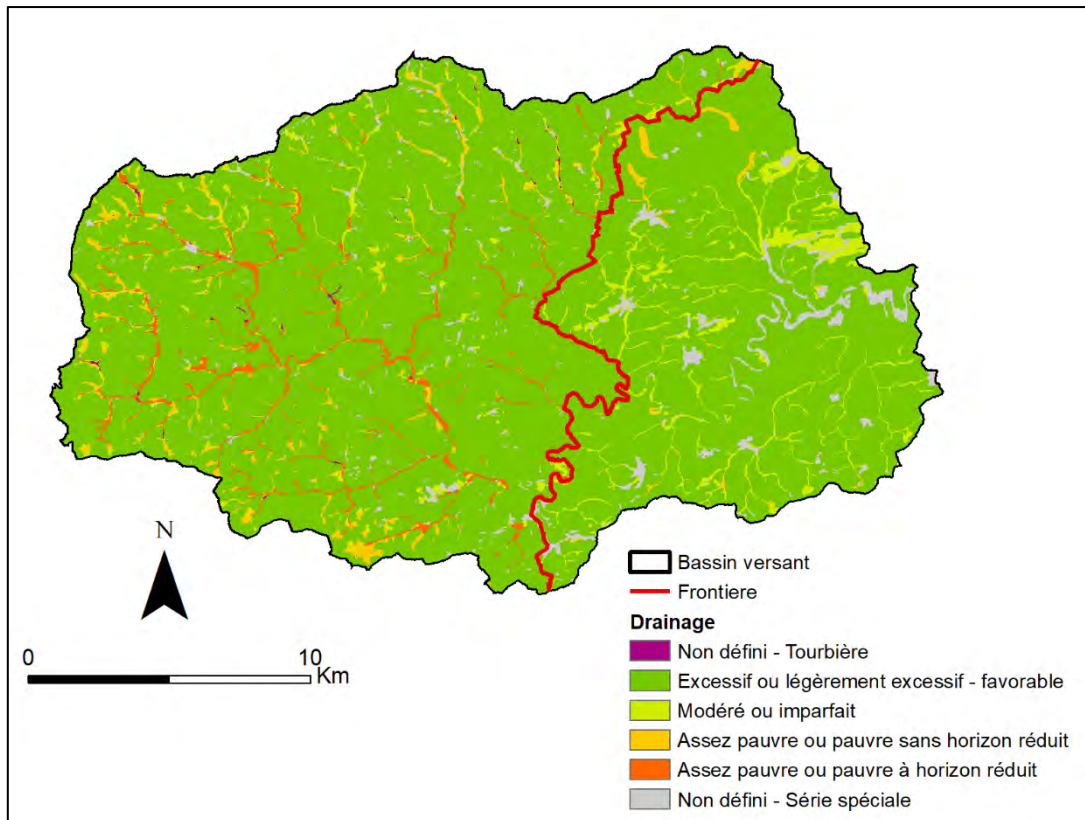 N
0
10
Km
Bassin versant
Frontiere
Drainage
Non défini - Tourbière
Excessif ou légèrement excessif - favorable
Modéré ou imparfait
Assez pauvre ou pauvre sans horizon réduit
Assez pauvre ou pauvre à horizon réduit
Non défini - Série spéciale